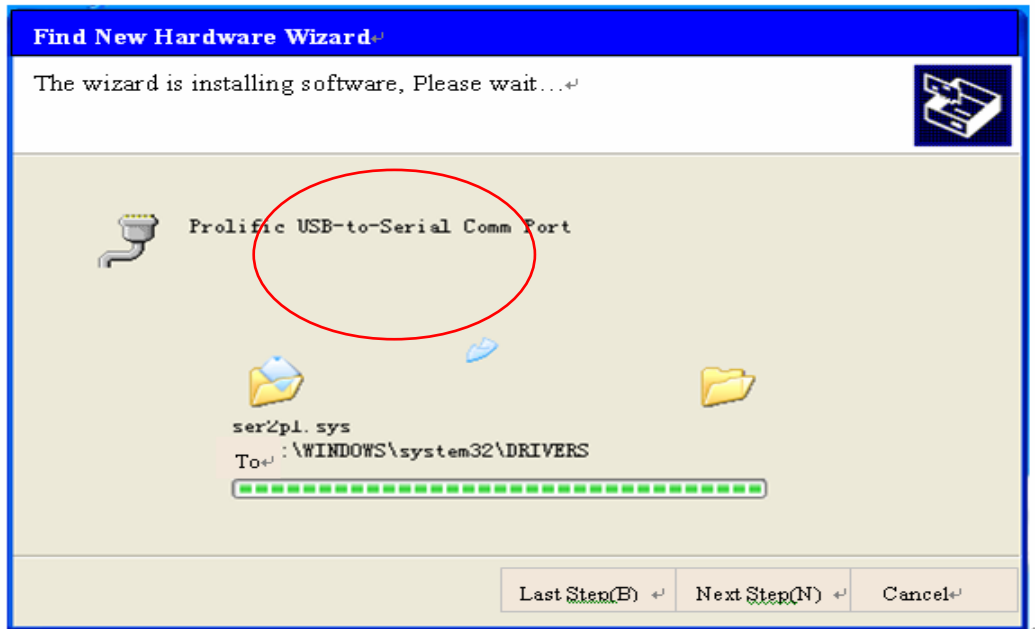 Find New Hardware Wizard↵
The wizard is installing software, Please wait...↵
Prolific USB-to-Serial Comm Port
ser2pl.sys
To↵ :\WINDOWS\system32\DRIVERS
Last Step(B) ↵ Next Step(N) ↵ Cancel↵